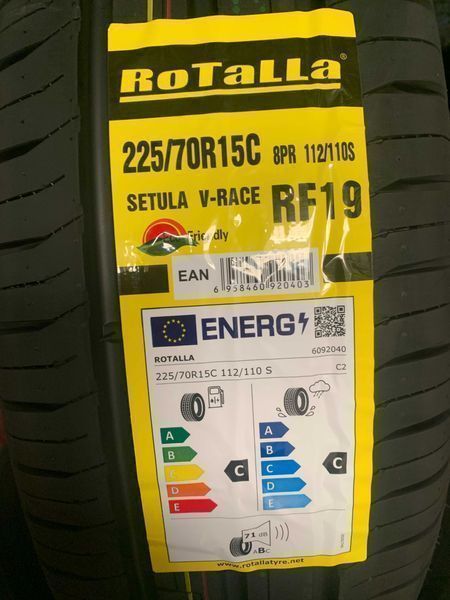 RoTaLLa®
225/70R15C 8PR 112/110S
SETULA V-RACE RF19
Friendly
EAN
6 958460 920403
ENERG
ROTALLA 6092040
225/70R15C 112/110 S C2
A
B
C
D
E
C
A
B
C
D
E
C
71 dB
ABC
www.rotallatyre.com